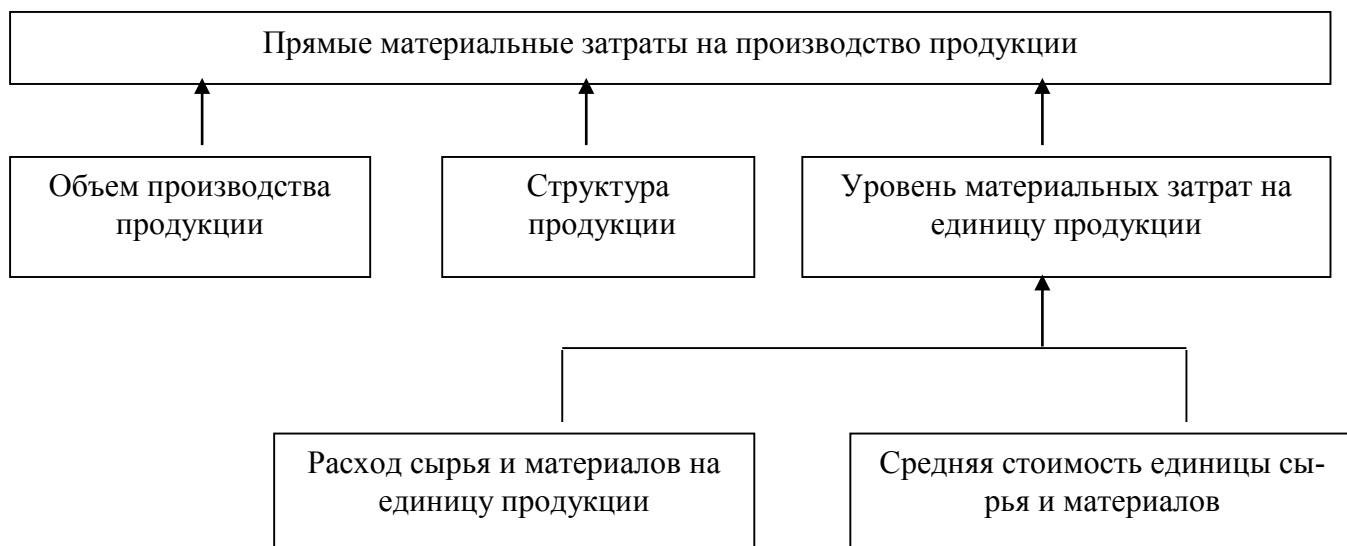 Прямые материальные затраты на производство продукции
Объем производства
продукции
Структура
продукции
Уровень материальных затрат на
единицу продукции
Расход сырья и материалов на
единицу продукции
Средняя стоимость единицы сы-
рья и материалов